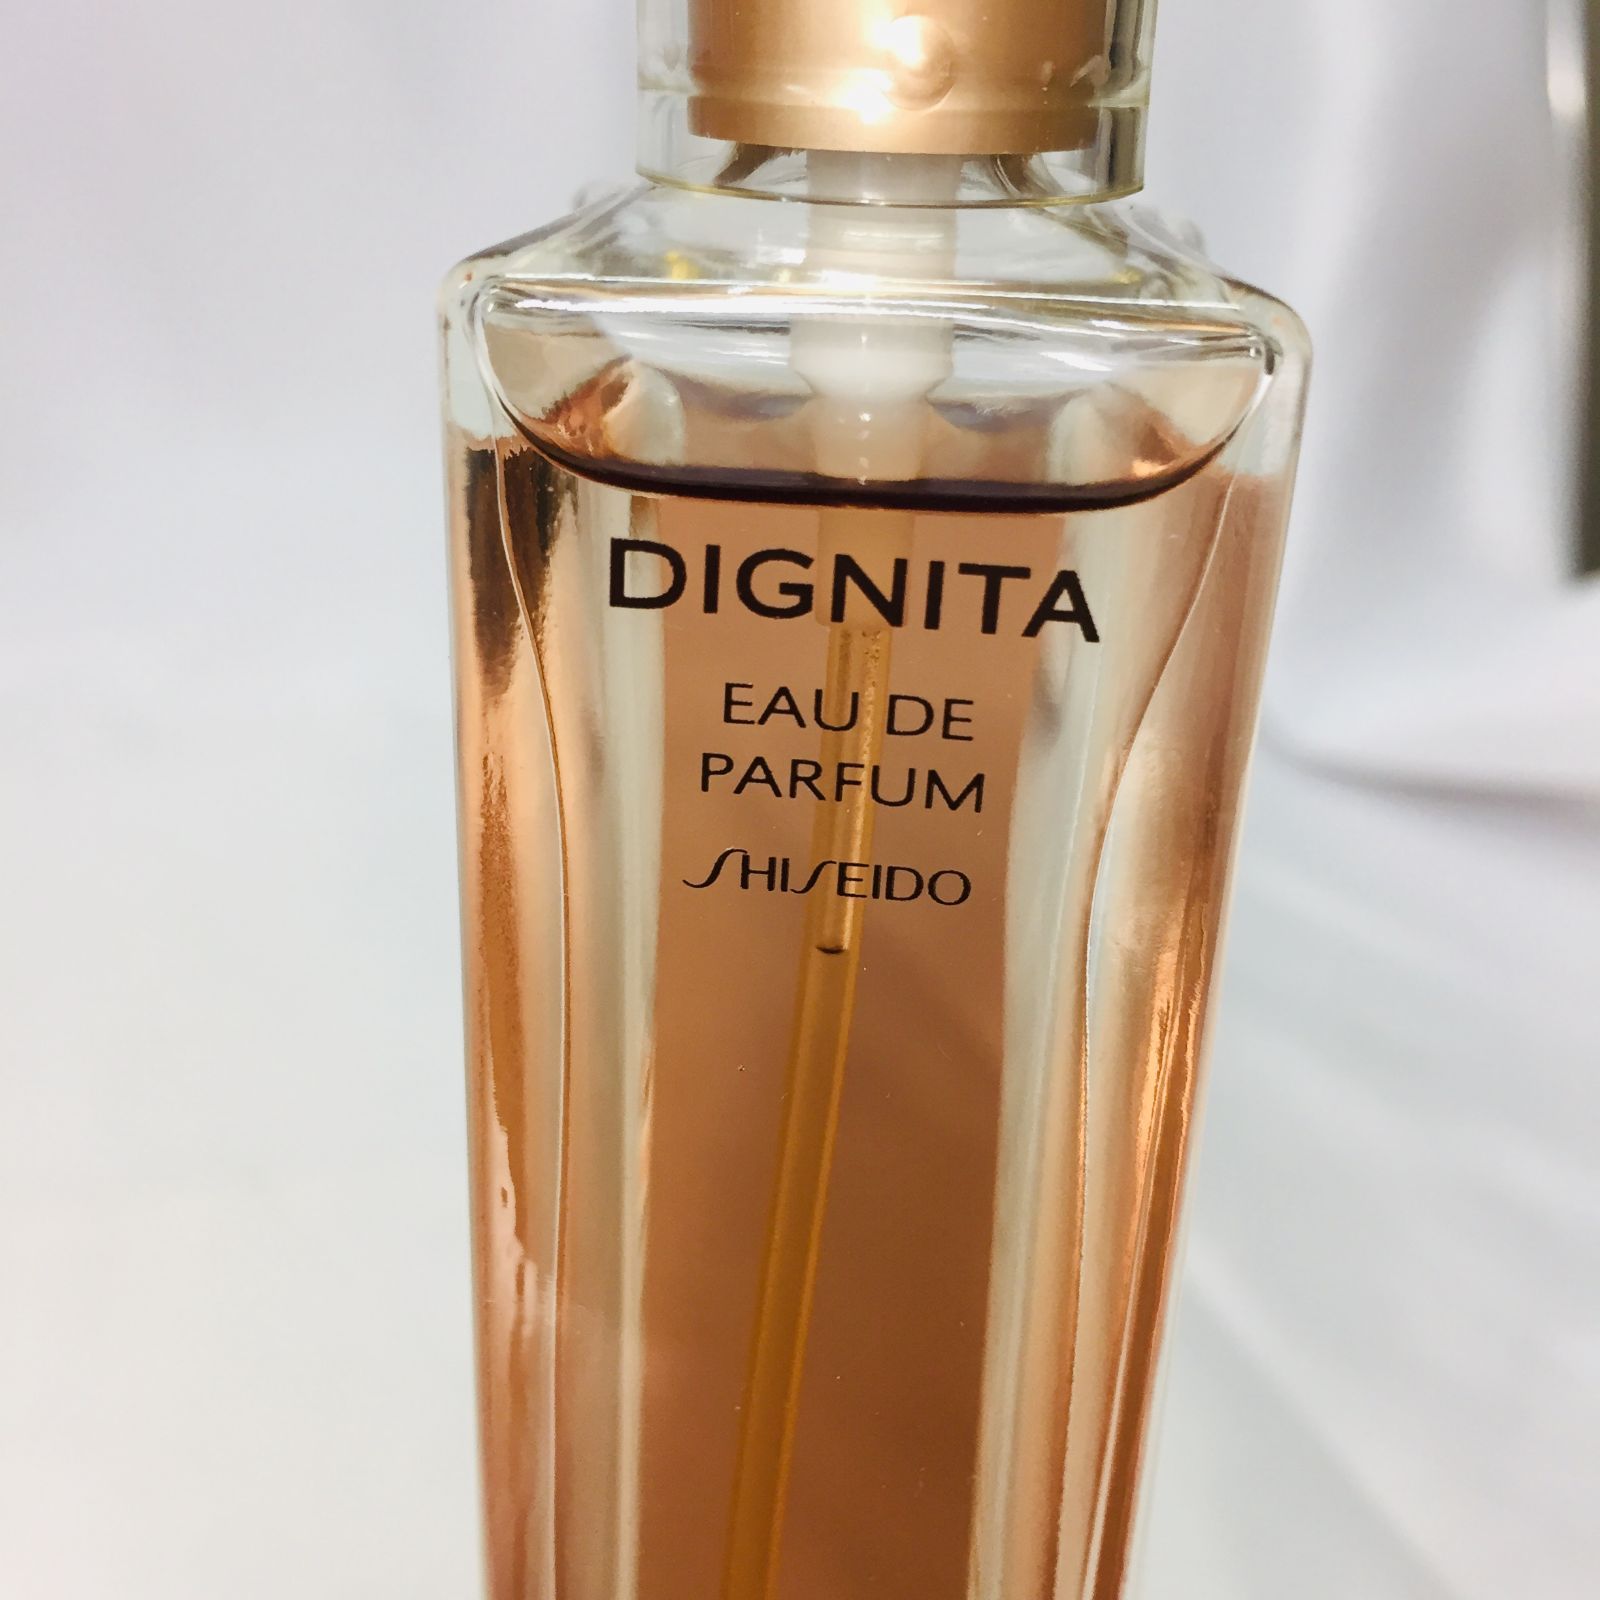 DIGNITA
EAU DE
PARFUM
SHISEIDO